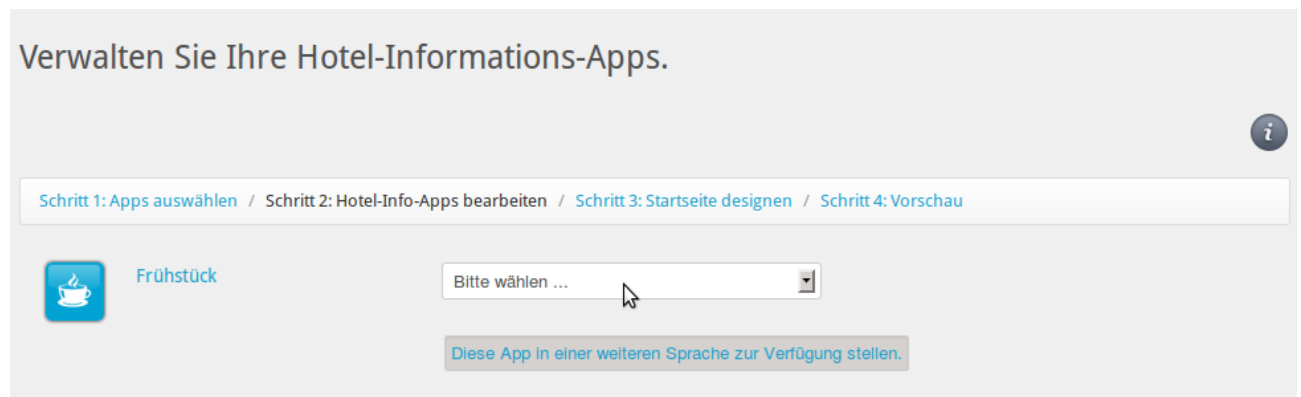 Verwalten Sie Ihre Hotel-Informations-Apps.
i
Schritt 1: Apps auswählen / Schritt 2: Hotel-Info-Apps bearbeiten / Schritt 3: Startseite designen / Schritt 4: Vorschau
Frühstück
Bitte wählen ...
Diese App in einer weiteren Sprache zur Verfügung stellen.